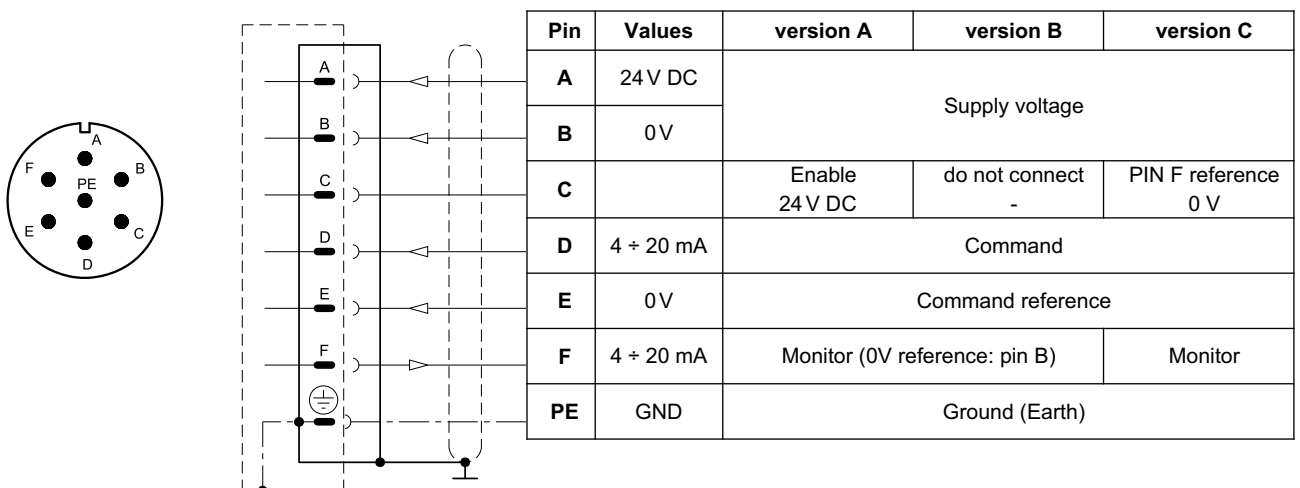 Pin Values version A version B version C
A 24 V DC Supply voltage
B 0 V
C Enable 24 V DC do not connect - PIN F reference 0 V
D 4 ÷ 20 mA Command
E 0 V Command reference
F 4 ÷ 20 mA Monitor (0V reference: pin B) Monitor
PE GND Ground (Earth)
A
B
C
D
E
F
A
B
C
D
E
F
PE